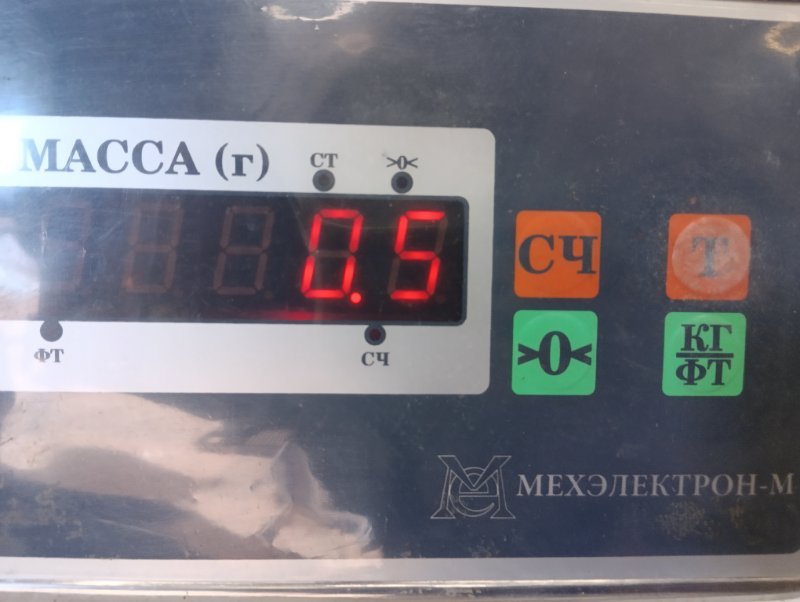 МАССА (г)
СТ
>0<
0.5
ФТ
СЧ
СЧ
Т
>0<
КГ
ФТ
МЕХЭЛЕКТРОН-М